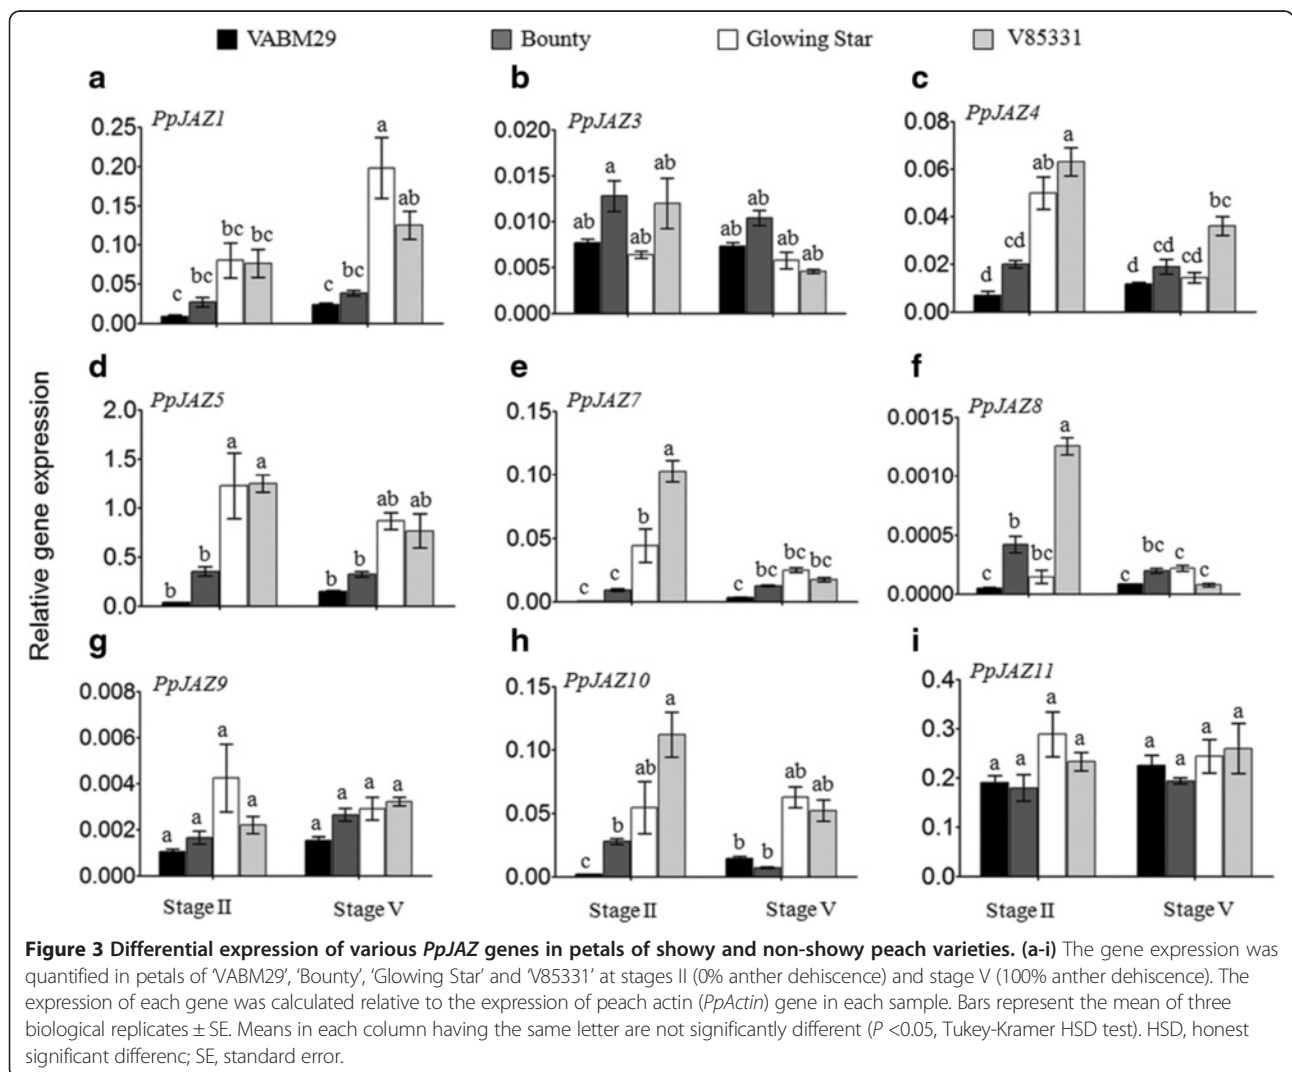 VABM29 Bounty Glowing Star V85331
a b c
PpJAZ1 PpJAZ3 PpJAZ4
0.25
0.20
0.15
0.10
0.05
0.00
c bc bc bc c bc a ab
0.020
0.015
0.010
0.005
0.000
ab a ab ab ab ab ab ab
0.08
0.06
0.04
0.02
0.00
d cd ab a d cd cd bc
Relative gene expression
d e f
PpJAZ5 PpJAZ7 PpJAZ8
2.0
1.5
1.0
0.5
0.0
b b a a b b ab ab
0.15
0.10
0.05
0.00
c c b a c bc bc bc
0.0015
0.0010
0.0005
0.0000
c b bc a c bc c c
g h i
PpJAZ9 PpJAZ10 PpJAZ11
0.008
0.006
0.004
0.002
0.000
a a a a a a a a
0.15
0.10
0.05
0.00
c b ab a b b ab ab
0.4
0.3
0.2
0.1
0.0
a a a a a a a a
Stage II Stage V Stage II Stage V Stage II Stage V
Figure 3 Differential expression of various PpJAZ genes in petals of showy and non-showy peach varieties. (a-i) The gene expression was
quantified in petals of ‘VABM29’, ‘Bounty’, ‘Glowing Star’ and ‘V85331’ at stages II (0% anther dehiscence) and stage V (100% anther dehiscence). The
expression of each gene was calculated relative to the expression of peach actin (PpActin) gene in each sample. Bars represent the mean of three
biological replicates ± SE. Means in each column having the same letter are not significantly different (P <0.05, Tukey-Kramer HSD test). HSD, honest
significant differenc; SE, standard error.